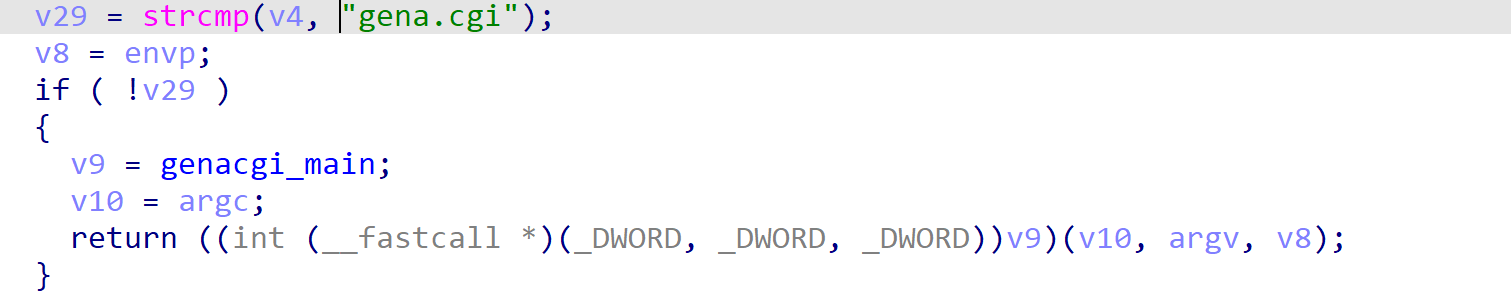 v29 = strcmp(v4, "gena.cgi");
v8 = envp;
if ( !v29 )
{
  v9 = genacgi_main;
  v10 = argc;
  return ((int (__fastcall *)(_DWORD, _DWORD, _DWORD))v9)(v10, argv, v8);
}